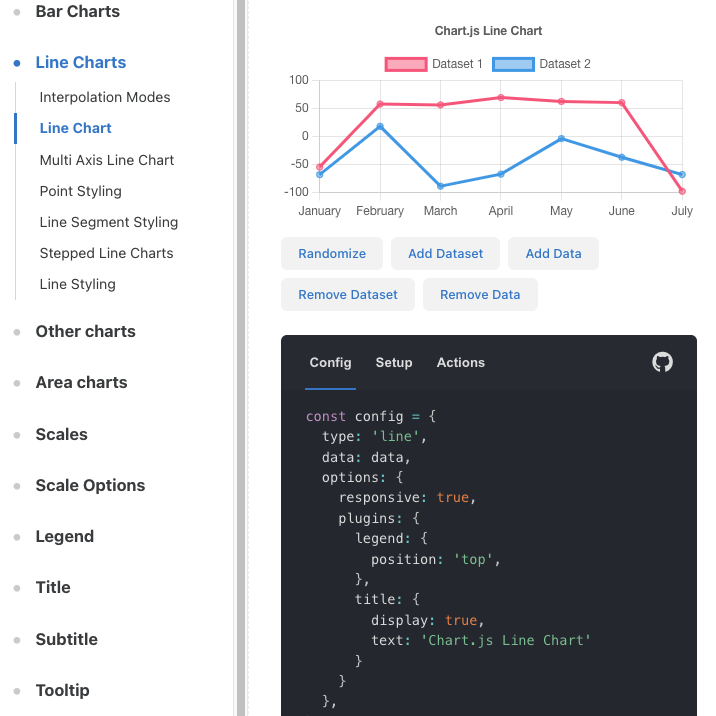 Bar Charts
Line Charts
Interpolation Modes
Line Chart
Multi Axis Line Chart
Point Styling
Line Segment Styling
Stepped Line Charts
Line Styling
Other charts
Area charts
Scales
Scale Options
Legend
Title
Subtitle
Tooltip
Chart.js Line Chart
Dataset 1 Dataset 2
100
50
0
-50
-100
January February March April May June July
Randomize Add Dataset Add Data
Remove Dataset Remove Data
Config Setup Actions
const config = {
  type: 'line',
  data: data,
  options: {
    responsive: true,
    plugins: {
      legend: {
        position: 'top',
      },
      title: {
        display: true,
        text: 'Chart.js Line Chart'
      }
    }
  },